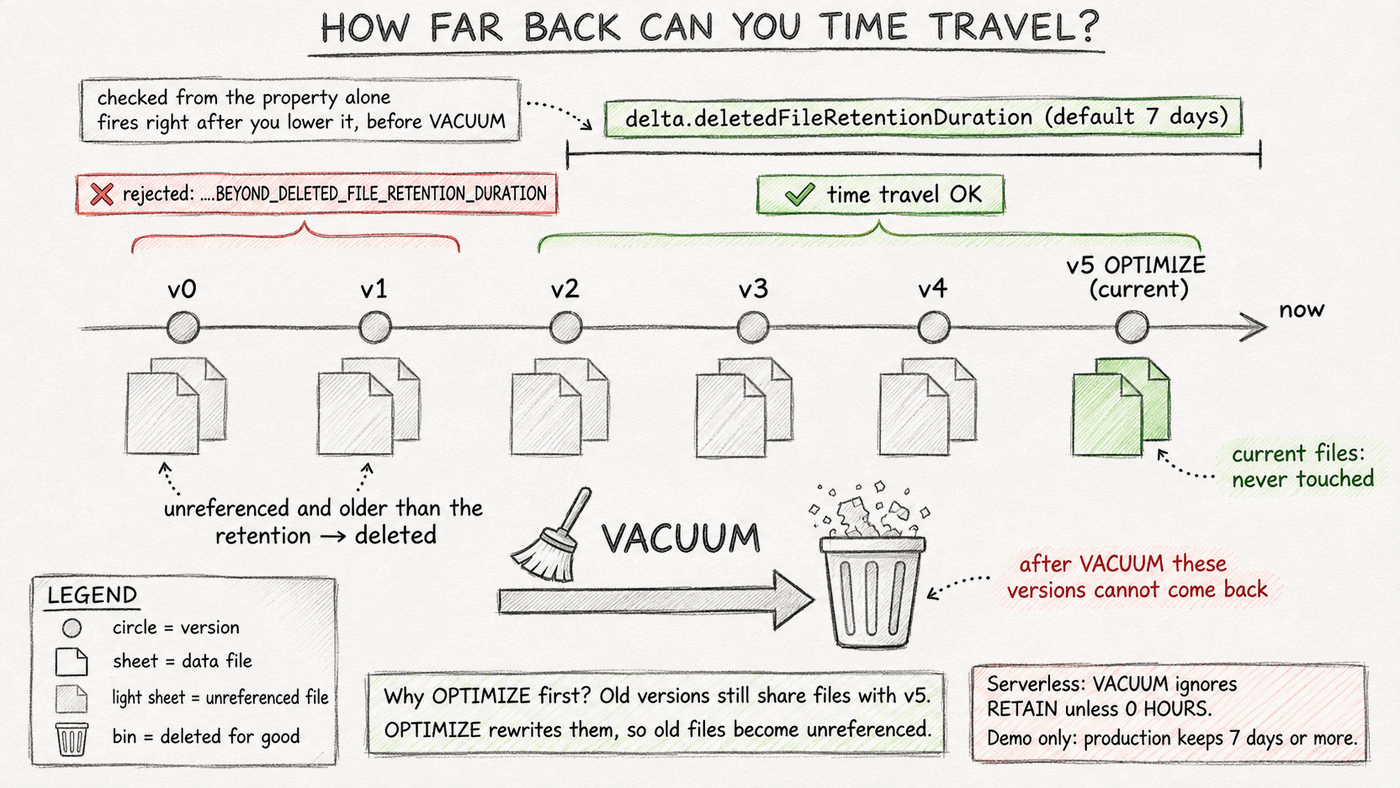 HOW FAR BACK CAN YOU TIME TRAVEL?
checked from the property alone
fires right after you lower it, before VACUUM
delta.deletedFileRetentionDuration (default 7 days)
rejected: ....BEYOND_DELETED_FILE_RETENTION_DURATION
time travel OK
v0
v1
v2
v3
v4
v5 OPTIMIZE
(current)
now
current files:
never touched
unreferenced and older than the
retention → deleted
VACUUM
after VACUUM these
versions cannot come back
LEGEND
circle = version
sheet = data file
light sheet = unreferenced file
bin = deleted for good
Why OPTIMIZE first? Old versions still share files with v5.
OPTIMIZE rewrites them, so old files become unreferenced.
Serverless: VACUUM ignores
RETAIN unless 0 HOURS.
Demo only: production keeps 7 days or more.